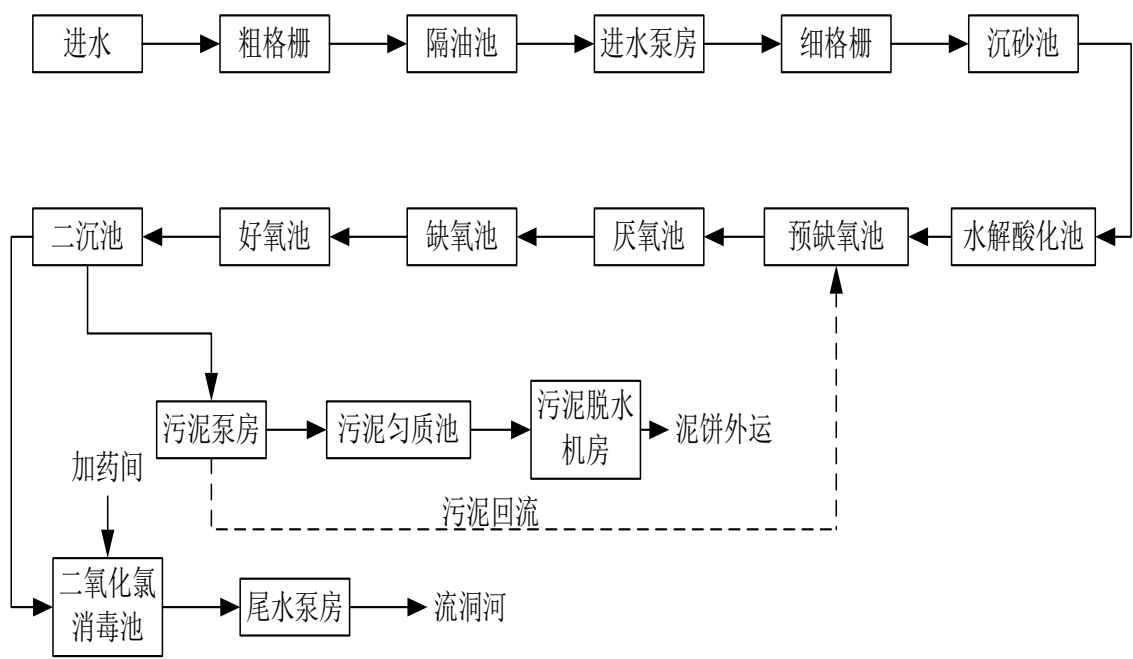 进水
粗格栅
隔油池
进水泵房
细格栅
沉砂池
二沉池
好氧池
缺氧池
厌氧池
预缺氧池
水解酸化池
污泥泵房
污泥匀质池
污泥脱水
机房
泥饼外运
加药间
污泥回流
二氧化氯
消毒池
尾水泵房
流洞河